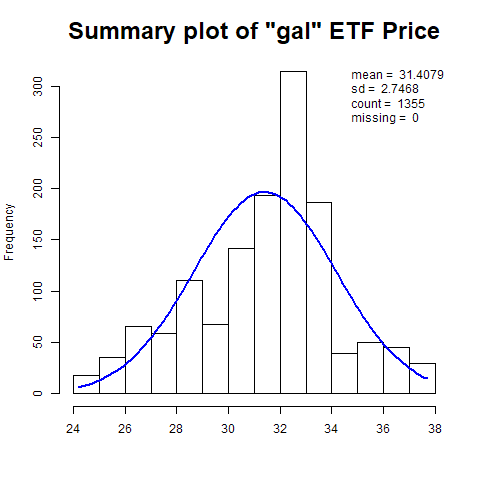 Summary plot of "gal" ETF Price
mean = 31.4079
sd = 2.7468
count = 1355
missing = 0
Frequency
300
250
200
150
100
50
0
24 26 28 30 32 34 36 38